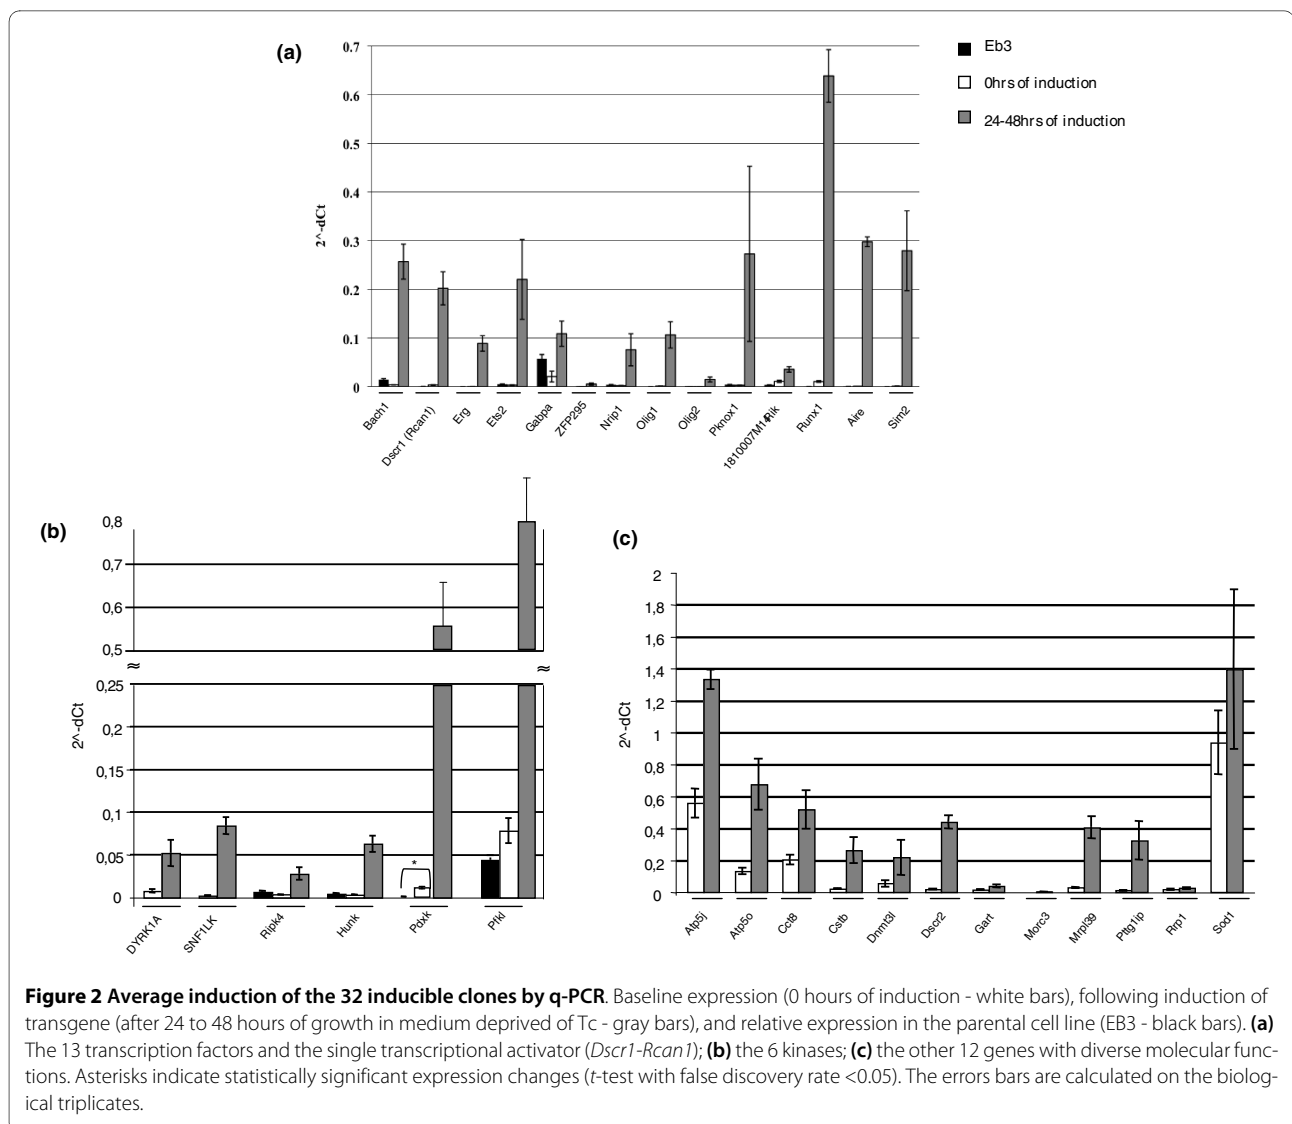 (a)
0.7
0.6
0.5
0.4
0.3
0.2
0.1
0
2^-dCt
Bach1
Dscr1 (Rcan1)
Erg
Ets2
Gabpa
ZFP295
Nrip1
Olig1
Olig2
Pknox1
1810007M14Rik
Runx1
Aire
Sim2
Eb3
0hrs of induction
24-48hrs of induction
(b)
0,8
0,7
0,6
0,5
≈ ≈
0,25
0,2
0,15
0,1
0,05
0
2^-dCt
*
DYRK1A
SNF1LK
Ripk4
Hunk
Pdxk
Pfkl
(c)
2
1,8
1,6
1,4
1,2
1
0,8
0,6
0,4
0,2
0
2^-dCt
Atp5j
Atp5o
Cct8
Cstb
Dnmt3l
Dscr2
Gart
Morc3
Mrpl39
Pttg1ip
Rrp1
Sod1
Figure 2 Average induction of the 32 inducible clones by q-PCR. Baseline expression (0 hours of induction - white bars), following induction of
transgene (after 24 to 48 hours of growth in medium deprived of Tc - gray bars), and relative expression in the parental cell line (EB3 - black bars). (a)
The 13 transcription factors and the single transcriptional activator (Dscr1-Rcan1); (b) the 6 kinases; (c) the other 12 genes with diverse molecular func-
tions. Asterisks indicate statistically significant expression changes (t-test with false discovery rate <0.05). The errors bars are calculated on the biolog-
ical triplicates.